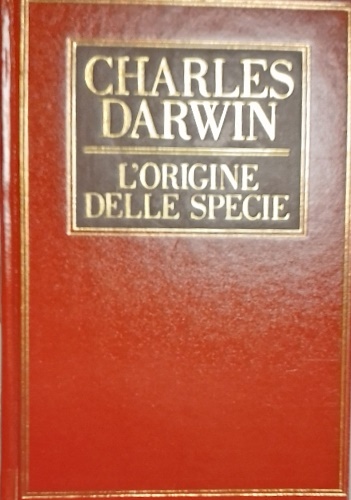 CHARLES
DARWIN
L'ORIGINE
DELLE SPECIE